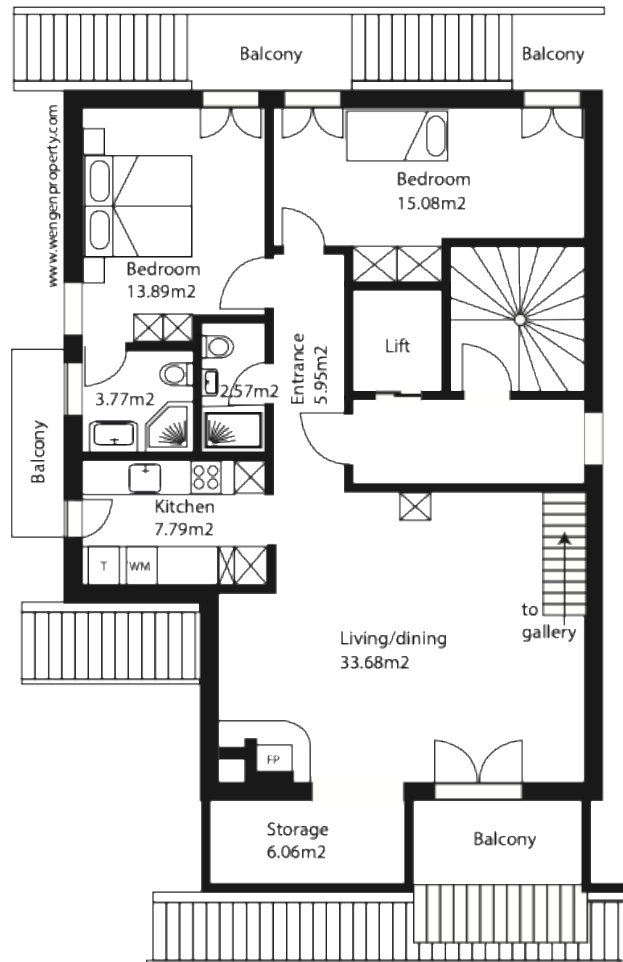 Balcony
Balcony
www.wengenproperty.com
Bedroom
15.08m2
Bedroom
13.89m2
Lift
Entrance
5.95m2
3.77m2
2.57m2
Balcony
Kitchen
7.79m2
T
WM
to
gallery
Living/dining
33.68m2
FP
Storage
6.06m2
Balcony